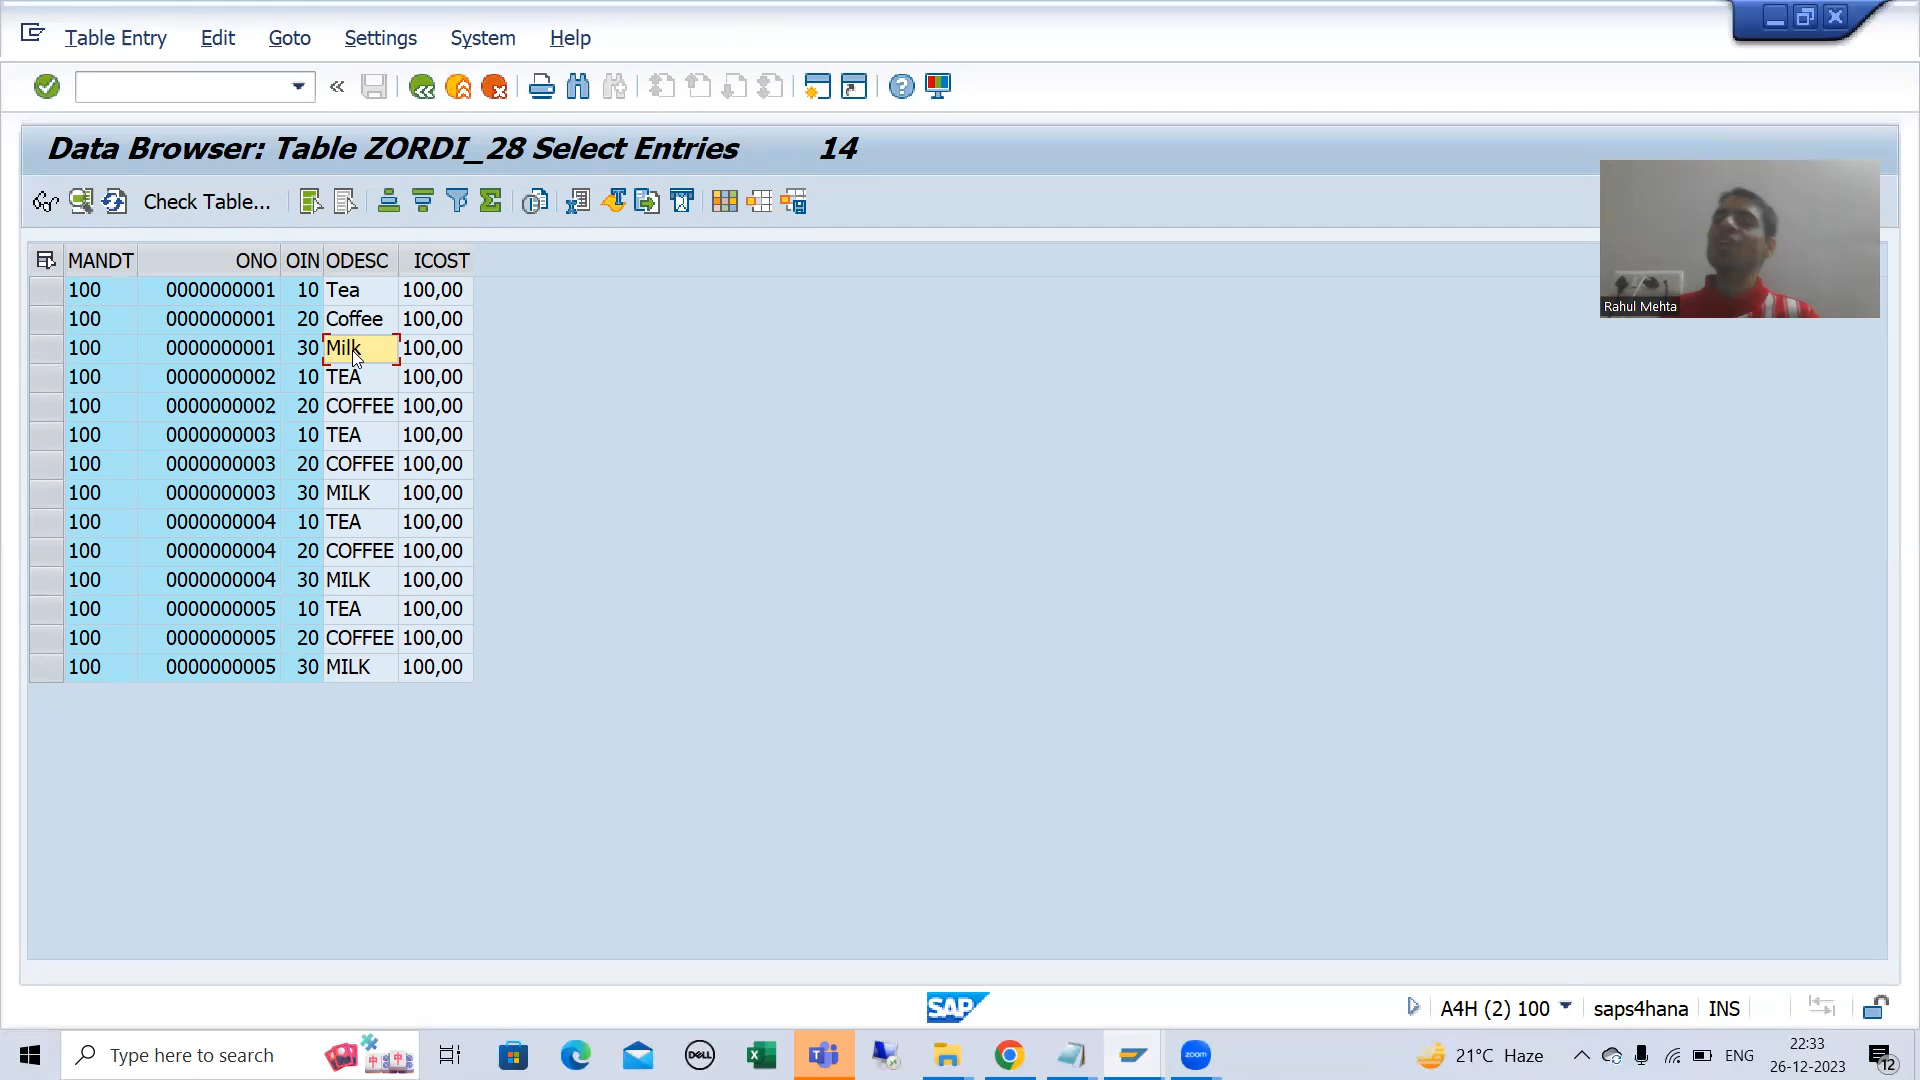 Table Entry Edit Goto Settings System Help
Data Browser: Table ZORDI_28 Select Entries 14
Check Table...
Rahul Mehta
MANDT ONO OIN ODESC ICOST
100 0000000001 10 Tea 100,00
100 0000000001 20 Coffee 100,00
100 0000000001 30 Milk 100,00
100 0000000002 10 TEA 100,00
100 0000000002 20 COFFEE 100,00
100 0000000003 10 TEA 100,00
100 0000000003 20 COFFEE 100,00
100 0000000003 30 MILK 100,00
100 0000000004 10 TEA 100,00
100 0000000004 20 COFFEE 100,00
100 0000000004 30 MILK 100,00
100 0000000005 10 TEA 100,00
100 0000000005 20 COFFEE 100,00
100 0000000005 30 MILK 100,00
SAP A4H (2) 100 saps4hana INS
Type here to search DELL zoom 21°C Haze ENG 22:33
26-12-2023 12